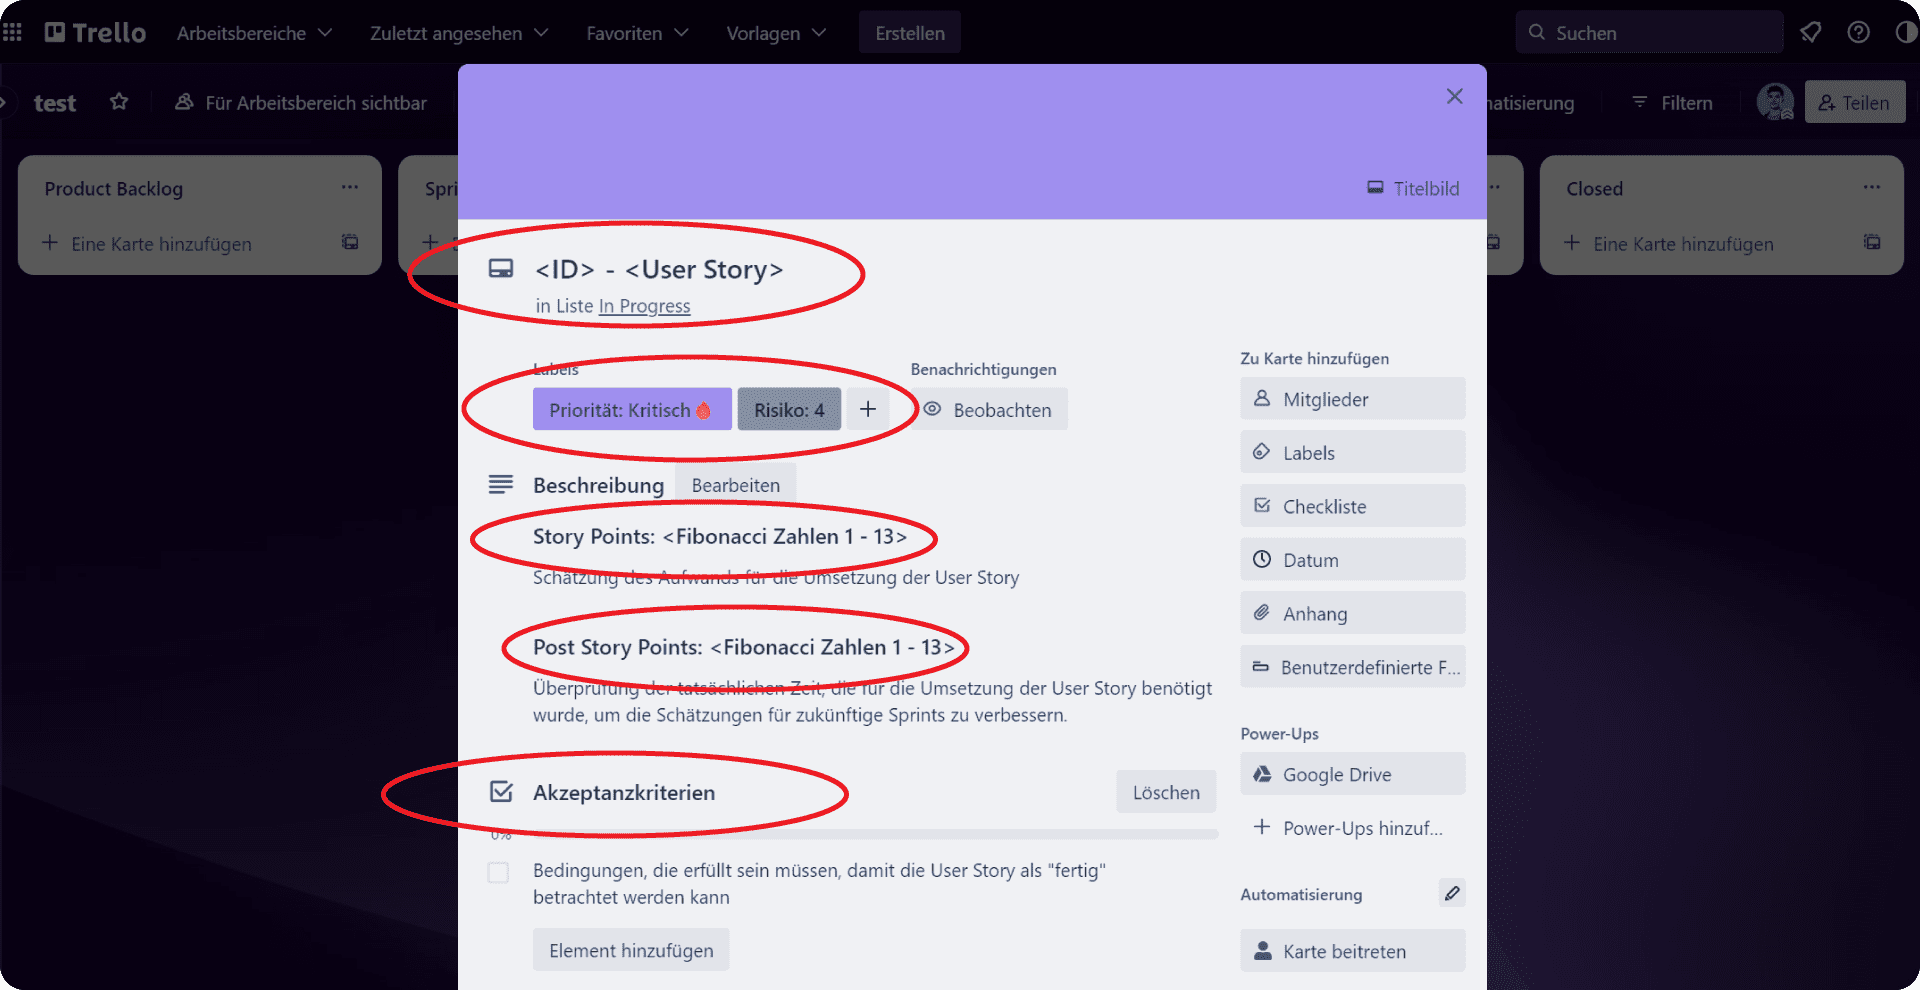 Trello Arbeitsbereiche Zuletzt angesehen Favoriten Vorlagen Erstellen Suchen
test Für Arbeitsbereich sichtbar Filtern Teilen
Titelbild
Product Backlog
Eine Karte hinzufügen
Closed
Eine Karte hinzufügen
<ID> - <User Story>
in Liste In Progress
Labels
Priorität: Kritisch Risiko: 4
Benachrichtigungen
Beobachten
Beschreibung Bearbeiten
Story Points: <Fibonacci Zahlen 1 - 13>
Schätzung des Aufwands für die Umsetzung der User Story
Post Story Points: <Fibonacci Zahlen 1 - 13>
Überprüfung der tatsächlichen Zeit, die für die Umsetzung der User Story benötigt
wurde, um die Schätzungen für zukünftige Sprints zu verbessern.
Akzeptanzkriterien Löschen
0%
Bedingungen, die erfüllt sein müssen, damit die User Story als "fertig"
betrachtet werden kann
Element hinzufügen
Zu Karte hinzufügen
Mitglieder
Labels
Checkliste
Datum
Anhang
Benutzerdefinierte F...
Power-Ups
Google Drive
Power-Ups hinzuf...
Automatisierung
Karte beitreten